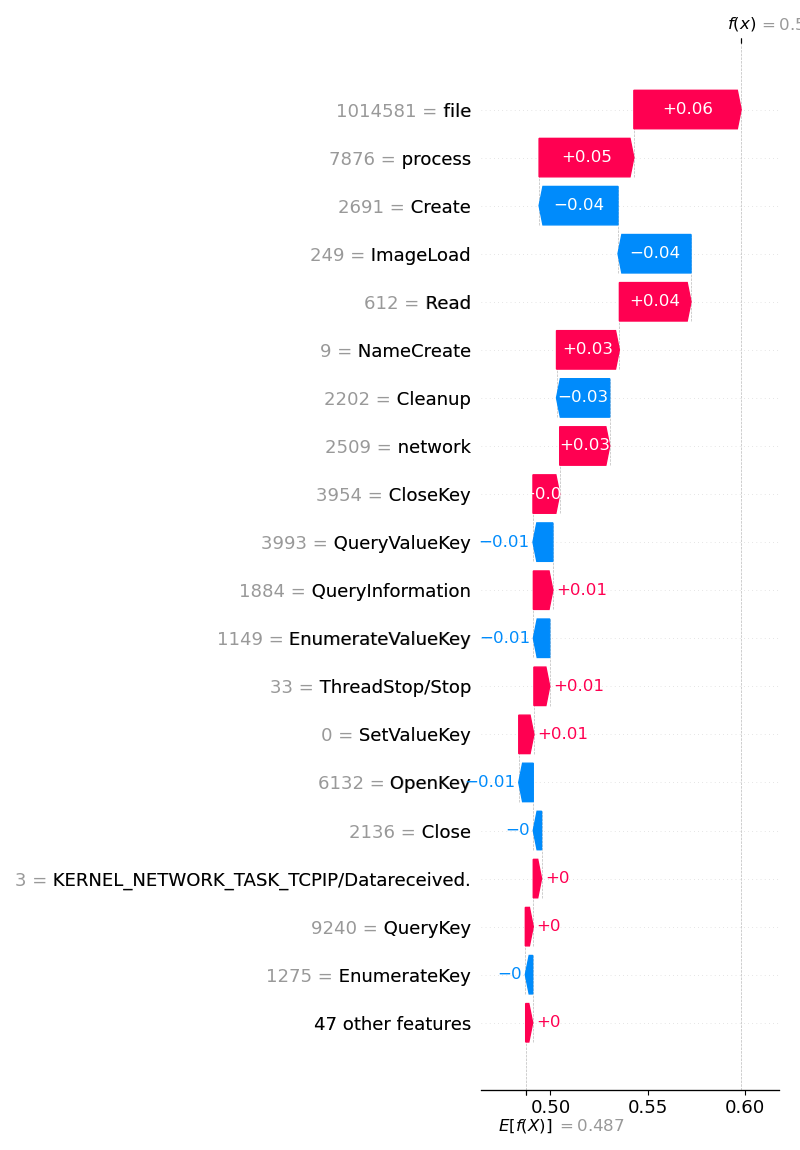 f(x) = 0.5
1014581 = file
+0.06
7876 = process
+0.05
2691 = Create
−0.04
249 = ImageLoad
−0.04
612 = Read
+0.04
9 = NameCreate
+0.03
2202 = Cleanup
−0.03
2509 = network
+0.03
3954 = CloseKey
3993 = QueryValueKey
−0.01
1884 = QueryInformation
+0.01
1149 = EnumerateValueKey
−0.01
33 = ThreadStop/Stop
+0.01
0 = SetValueKey
+0.01
6132 = OpenKey
−0.01
2136 = Close
−0
3 = KERNEL_NETWORK_TASK_TCPIP/Datareceived.
+0
9240 = QueryKey
+0
1275 = EnumerateKey
−0
47 other features
+0
0.50 0.55 0.60
E[f(X)] = 0.487